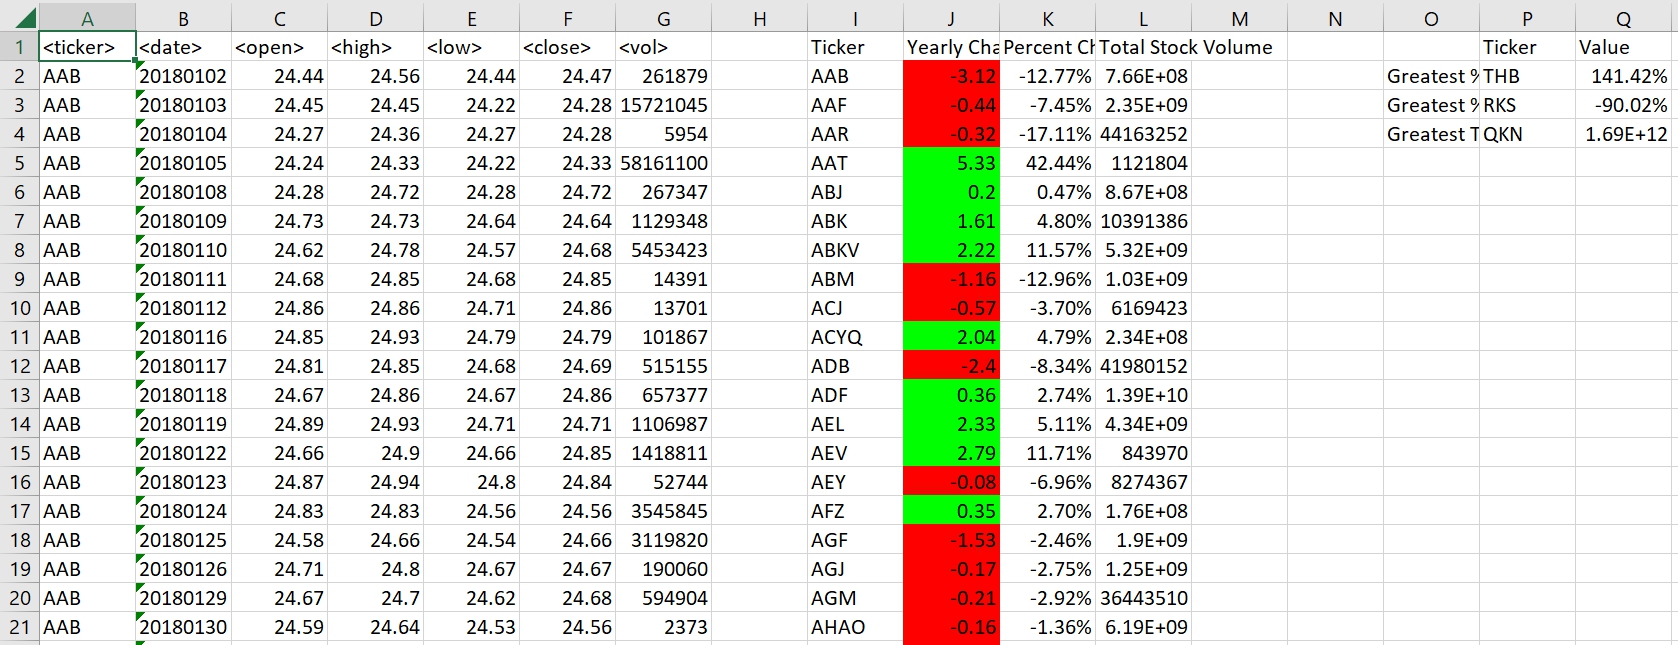 A B C D E F G H I J K L M N O P Q
1 <ticker> <date> <open> <high> <low> <close> <vol> Ticker Yearly Cha Percent Ch Total Stock Volume Ticker Value
2 AAB 20180102 24.44 24.56 24.44 24.47 261879 AAB -3.12 -12.77% 7.66E+08 Greatest % THB 141.42%
3 AAB 20180103 24.45 24.45 24.22 24.28 15721045 AAF -0.44 -7.45% 2.35E+09 Greatest % RKS -90.02%
4 AAB 20180104 24.27 24.36 24.27 24.28 5954 AAR -0.32 -17.11% 44163252 Greatest T QKN 1.69E+12
5 AAB 20180105 24.24 24.33 24.22 24.33 58161100 AAT 5.33 42.44% 1121804
6 AAB 20180108 24.28 24.72 24.28 24.72 267347 ABJ 0.2 0.47% 8.67E+08
7 AAB 20180109 24.73 24.73 24.64 24.64 1129348 ABK 1.61 4.80% 10391386
8 AAB 20180110 24.62 24.78 24.57 24.68 5453423 ABKV 2.22 11.57% 5.32E+09
9 AAB 20180111 24.68 24.85 24.68 24.85 14391 ABM -1.16 -12.96% 1.03E+09
10 AAB 20180112 24.86 24.86 24.71 24.86 13701 ACJ -0.57 -3.70% 6169423
11 AAB 20180116 24.85 24.93 24.79 24.79 101867 ACYQ 2.04 4.79% 2.34E+08
12 AAB 20180117 24.81 24.85 24.68 24.69 515155 ADB -2.4 -8.34% 41980152
13 AAB 20180118 24.67 24.86 24.67 24.86 657377 ADF 0.36 2.74% 1.39E+10
14 AAB 20180119 24.89 24.93 24.71 24.71 1106987 AEL 2.33 5.11% 4.34E+09
15 AAB 20180122 24.66 24.9 24.66 24.85 1418811 AEV 2.79 11.71% 843970
16 AAB 20180123 24.87 24.94 24.8 24.84 52744 AEY -0.08 -6.96% 8274367
17 AAB 20180124 24.83 24.83 24.56 24.56 3545845 AFZ 0.35 2.70% 1.76E+08
18 AAB 20180125 24.58 24.66 24.54 24.66 3119820 AGF -1.53 -2.46% 1.9E+09
19 AAB 20180126 24.71 24.8 24.67 24.67 190060 AGJ -0.17 -2.75% 1.25E+09
20 AAB 20180129 24.67 24.7 24.62 24.68 594904 AGM -0.21 -2.92% 36443510
21 AAB 20180130 24.59 24.64 24.53 24.56 2373 AHAO -0.16 -1.36% 6.19E+09